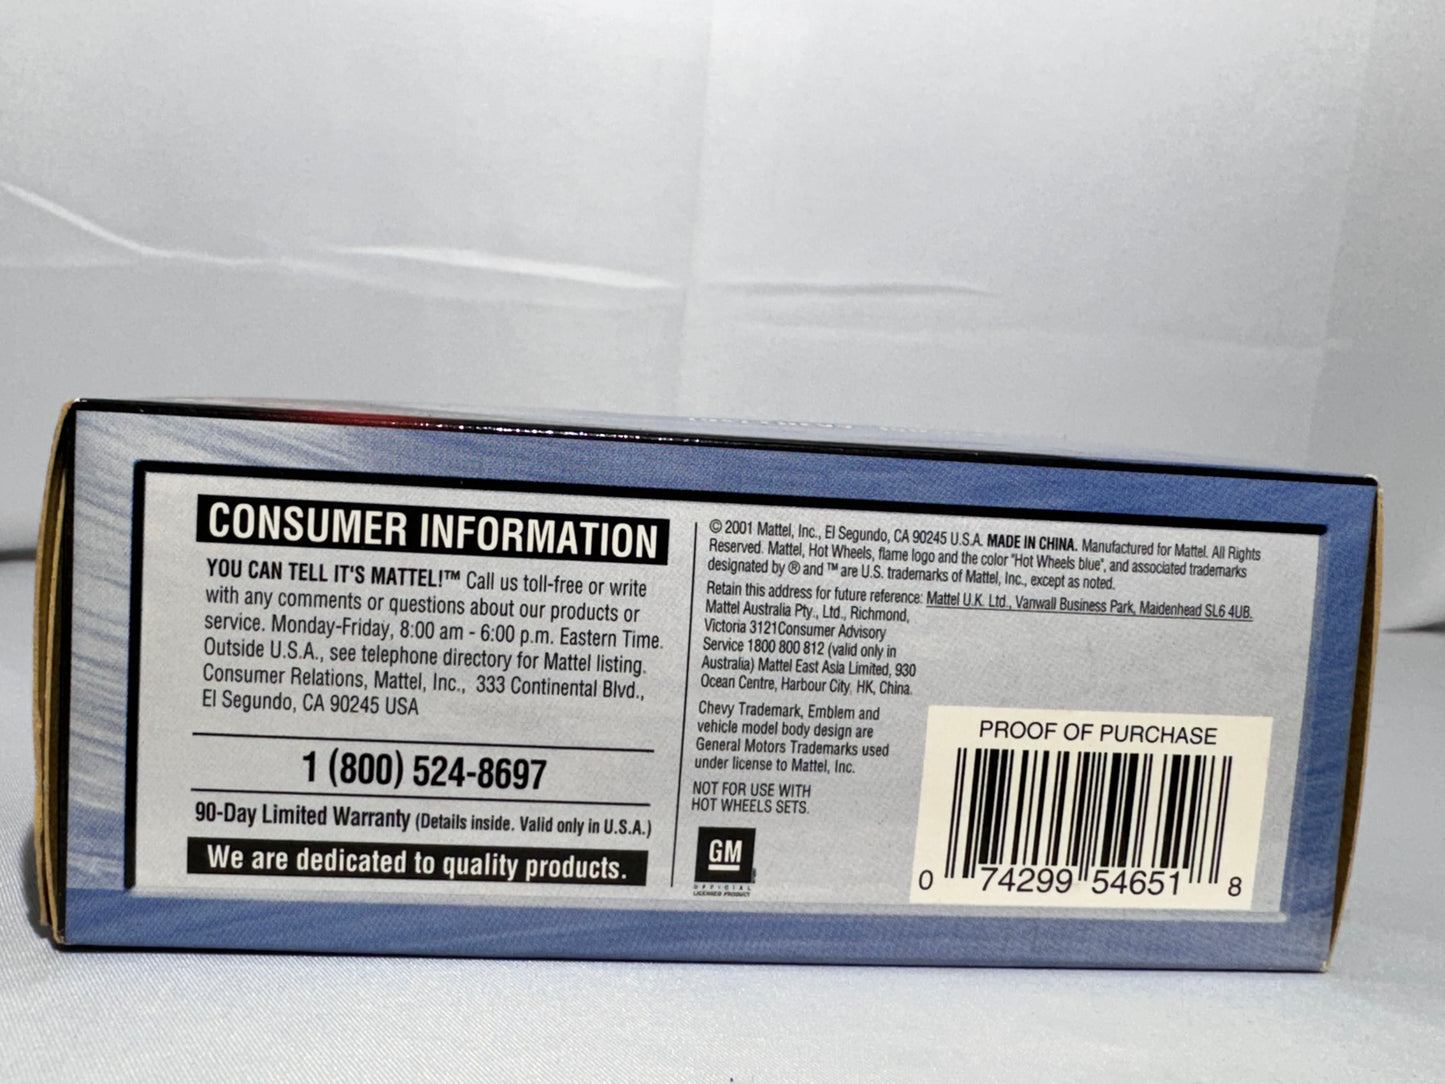 CONSUMER INFORMATION
YOU CAN TELL IT'S MATTEL!™ Call us toll-free or write
with any comments or questions about our products or
service. Monday-Friday, 8:00 am - 6:00 p.m. Eastern Time.
Outside U.S.A., see telephone directory for Mattel listing.
Consumer Relations, Mattel, Inc., 333 Continental Blvd.,
El Segundo, CA 90245 USA
1 (800) 524-8697
90-Day Limited Warranty (Details inside. Valid only in U.S.A.)
We are dedicated to quality products.
© 2001 Mattel, Inc., El Segundo, CA 90245 U.S.A. MADE IN CHINA. Manufactured for Mattel. All Rights
Reserved. Mattel, Hot Wheels, flame logo and the color "Hot Wheels blue", and associated trademarks
designated by ® and ™ are U.S. trademarks of Mattel, Inc., except as noted.
Retain this address for future reference: Mattel U.K. Ltd., Vanwall Business Park, Maidenhead SL6 4UB.
Mattel Australia Pty., Ltd., Richmond,
Victoria 3121Consumer Advisory
Service 1800 800 812 (valid only in
Australia) Mattel East Asia Limited, 930
Ocean Centre, Harbour City, HK, China.
Chevy Trademark, Emblem and
vehicle model body design are
General Motors Trademarks used
under license to Mattel, Inc.
NOT FOR USE WITH
HOT WHEELS SETS.
GM
OFFICIAL
LICENSED PRODUCT
PROOF OF PURCHASE
0 74299 54651 8